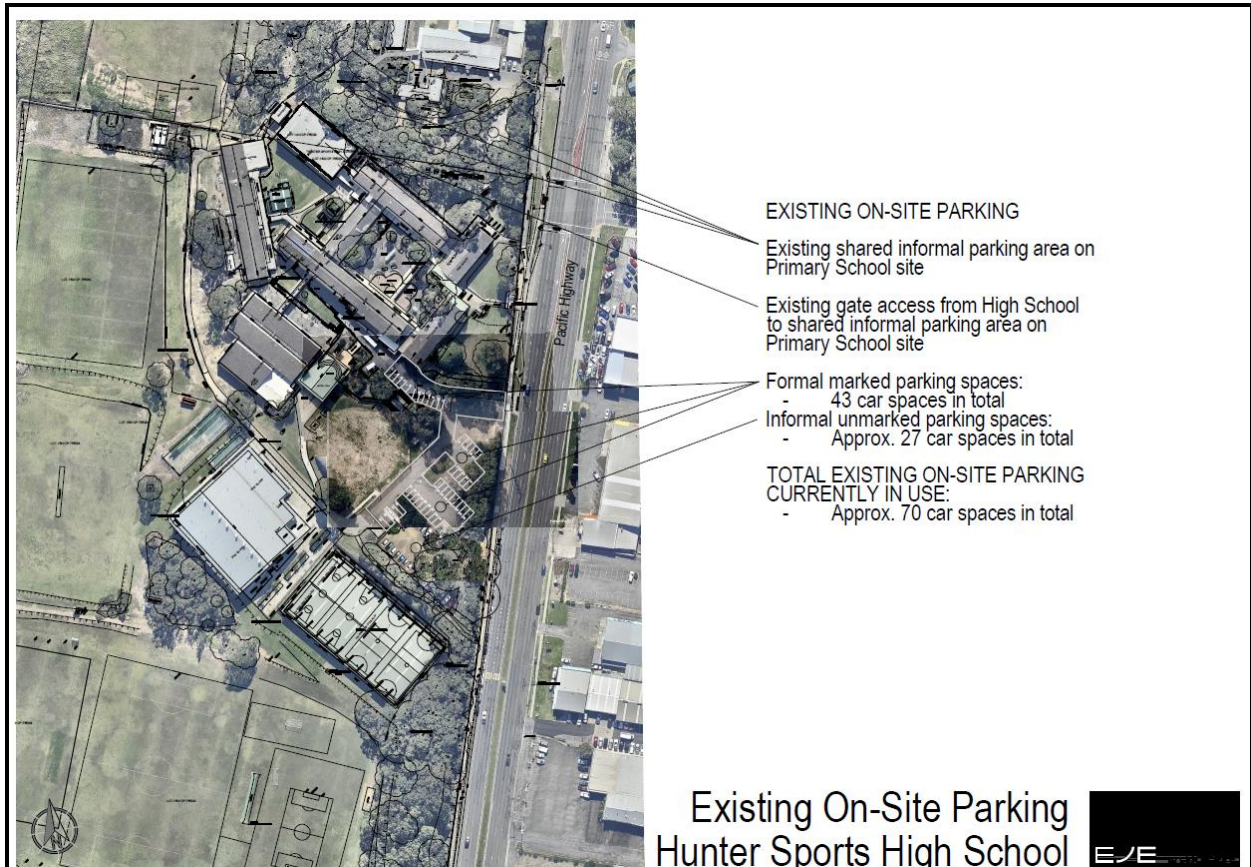 Pacific Highway
EXISTING ON-SITE PARKING
Existing shared informal parking area on
Primary School site
Existing gate access from High School
to shared informal parking area on
Primary School site
Formal marked parking spaces:
- 43 car spaces in total
Informal unmarked parking spaces:
- Approx. 27 car spaces in total
TOTAL EXISTING ON-SITE PARKING
CURRENTLY IN USE:
- Approx. 70 car spaces in total
Existing On-Site Parking
Hunter Sports High School
EJE